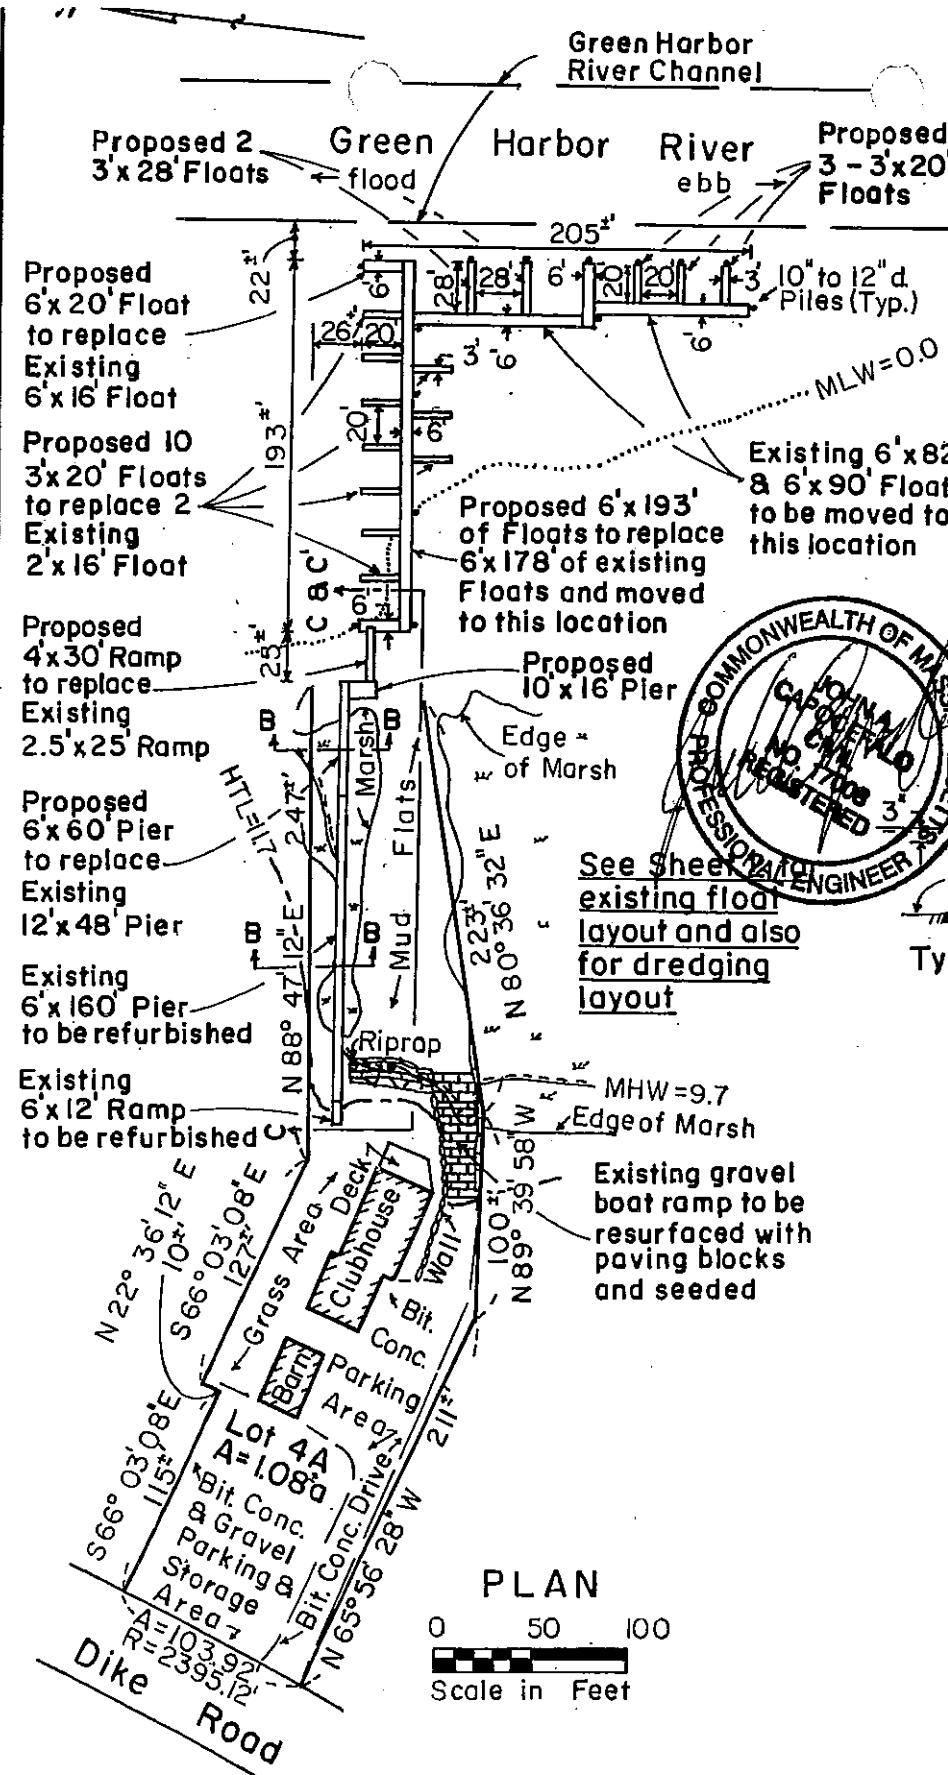 Green Harbor
River Channel
Proposed 2
3'x 28' Floats
Green Harbor River
flood
ebb
Proposed
3 - 3'x20'
Floats
205±'
22±'
Proposed
6'x 20' Float
to replace
Existing
6'x 16' Float
6'
28'
28'
6'
20'
20'
3'
10" to 12" d.
Piles (Typ.)
26'
20'
3'
6'
6'
MLW=0.0
193±'
20'
6'
Proposed 10
3'x 20' Floats
to replace 2
Existing
2'x 16' Float
Existing 6'x82
& 6'x 90' Float
to be moved to
this location
Proposed 6'x 193'
of Floats to replace
6'x178' of existing
Floats and moved
to this location
C & C'
6'
25±'
Proposed
4'x30' Ramp
to replace
Existing
2.5'x 25' Ramp
Proposed
10'x 16' Pier
COMMONWEALTH OF
JOHN A.
CIVIL
NO. 17008
REGISTERED
PROFESSIONAL ENGINEER
3"
B B
Marsh
Edge
of Marsh
HTL=11.7
Mud Flats
Proposed
6'x 60' Pier
to replace
Existing
12'x 48' Pier
N 88° 47' 12" E 247±'
223±'
N 80° 36' 32" E
See Sheet for
existing float
layout and also
for dredging
layout
Ty
B B
Existing
6'x 160' Pier
to be refurbished
Riprap
Existing
6'x 12' Ramp
to be refurbished
C
MHW=9.7
Edge of Marsh
100±'
N 89° 39' 58" W
Existing gravel
boat ramp to be
resurfaced with
paving blocks
and seeded
N 22° 36' 12" E
10±'
S 66° 03' 08" E
127±'
Grass Area
Deck
Clubhouse
Wall
Bit.
Conc.
Parking
Area
Barn
211±'
N 65° 56' 28" W
S 66° 03' 08" E
115±'
Lot 4A
A=1.08±a
Bit. Conc.
& Gravel
Parking &
Storage
Area
Bit. Conc. Drive
A=103.92'
R=2395.12'
Dike Road
PLAN
0 50 100
Scale in Feet